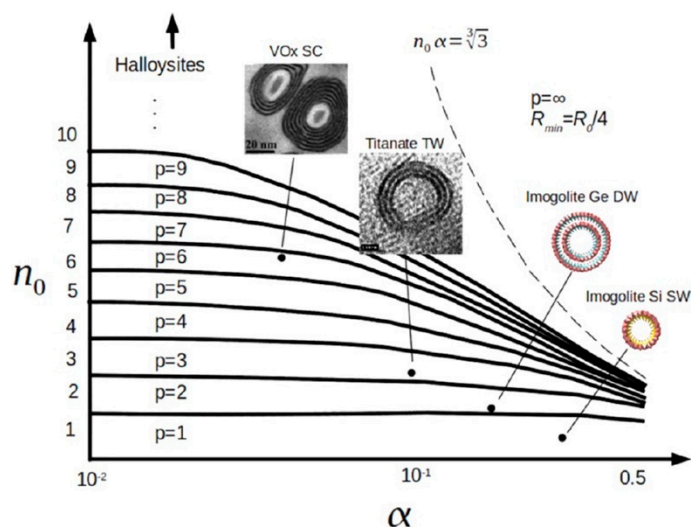 VOx SC
n₀ α = ∛3
Halloysites
p=∞
R_min=R_0/4
20 nm
Titanate TW
10
9
p=9
Imogolite Ge DW
8
p=8
7
p=7
6
p=6
n₀
Imogolite Si SW
5
p=5
4
p=4
3
p=3
2
p=2
1
p=1
10⁻²
10⁻¹
0.5
α